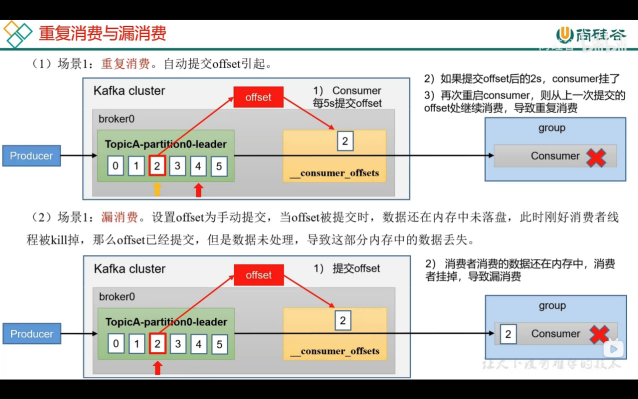 重复消费与漏消费
尚硅谷
（1）场景1：重复消费。自动提交offset引起。
Kafka cluster
offset
1） Consumer
每5s提交offset
2）如果提交offset后的2s，consumer挂了
3）再次重启consumer，则从上一次提交的
offset处继续消费，导致重复消费
broker0
Producer
TopicA-partition0-leader
0 1 2 3 4 5
2
__consumer_offsets
group
Consumer
（2）场景1：漏消费。设置offset为手动提交，当offset被提交时，数据还在内存中未落盘，此时刚好消费者线
程被kill掉，那么offset已经提交，但是数据未处理，导致这部分内存中的数据丢失。
Kafka cluster
offset
1） 提交offset
2） 消费者消费的数据还在内存中，消费
者挂掉，导致漏消费
broker0
Producer
TopicA-partition0-leader
0 1 2 3 4 5
2
__consumer_offsets
group
2 Consumer
让天下没有难学的技术